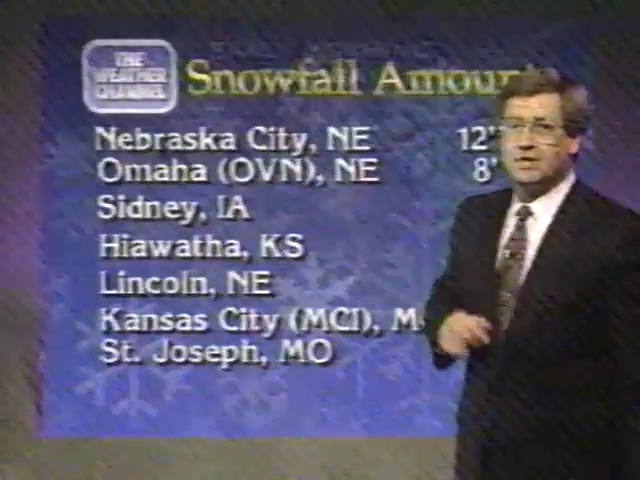 THE
WEATHER
CHANNEL
Snowfall Amoun
Nebraska City, NE 12"
Omaha (OVN), NE 8'
Sidney, IA
Hiawatha, KS
Lincoln, NE
Kansas City (MCI), M
St. Joseph, MO